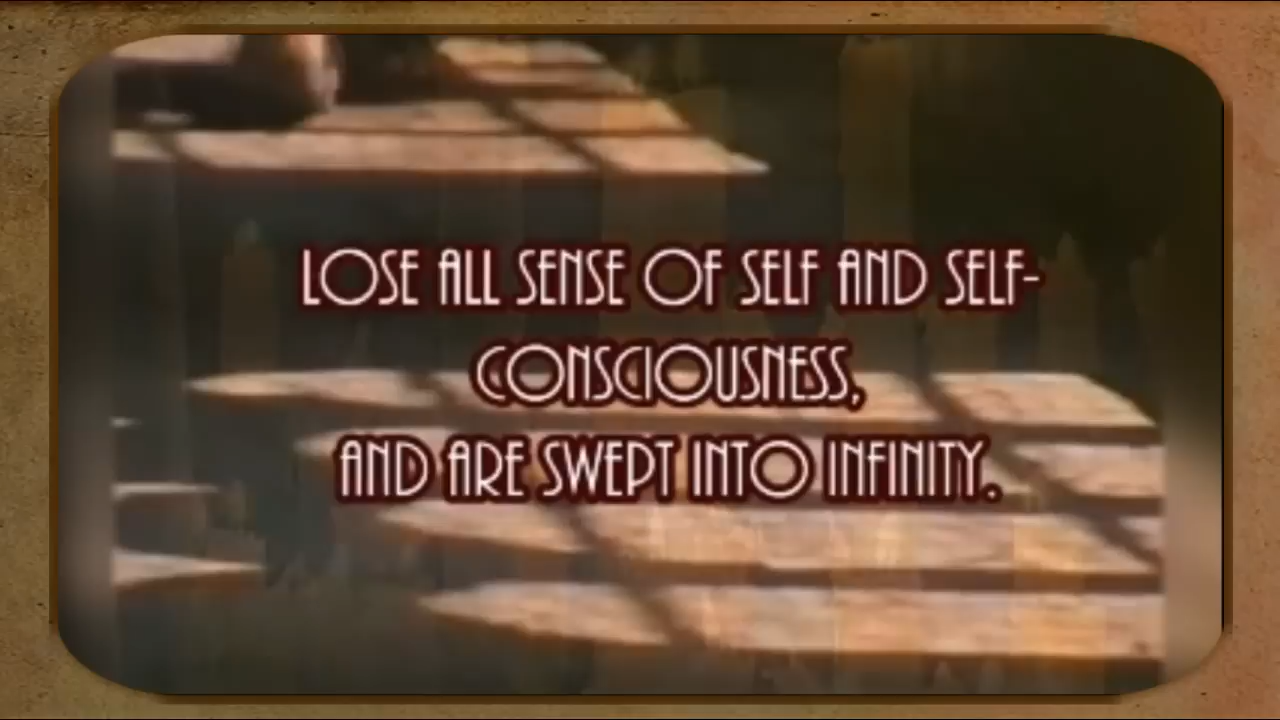 LOSE ALL SENSE OF SELF AND SELF-
CONSCIOUSNESS,
AND ARE SWEPT INTO INFINITY.